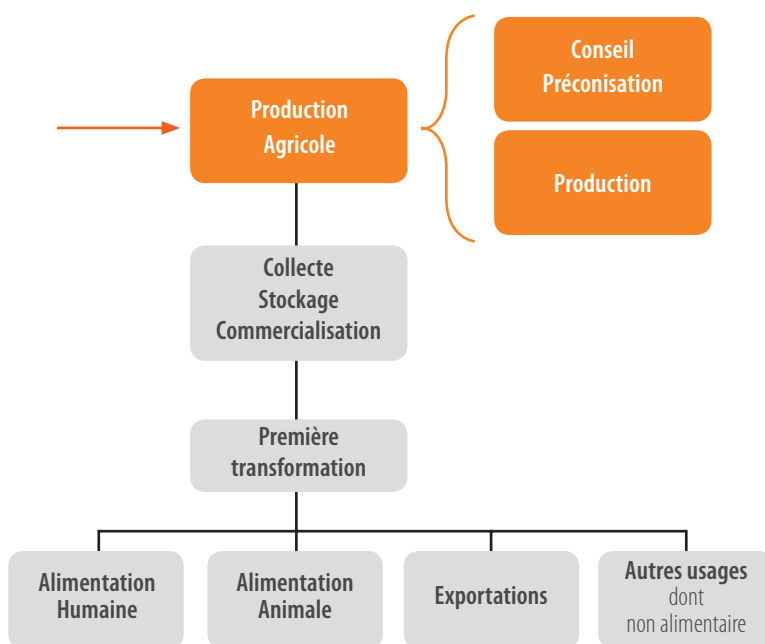 Production
Agricole
Conseil
Préconisation
Production
Collecte
Stockage
Commercialisation
Première
transformation
Alimentation
Humaine
Alimentation
Animale
Exportations
Autres usages
dont
non alimentaire